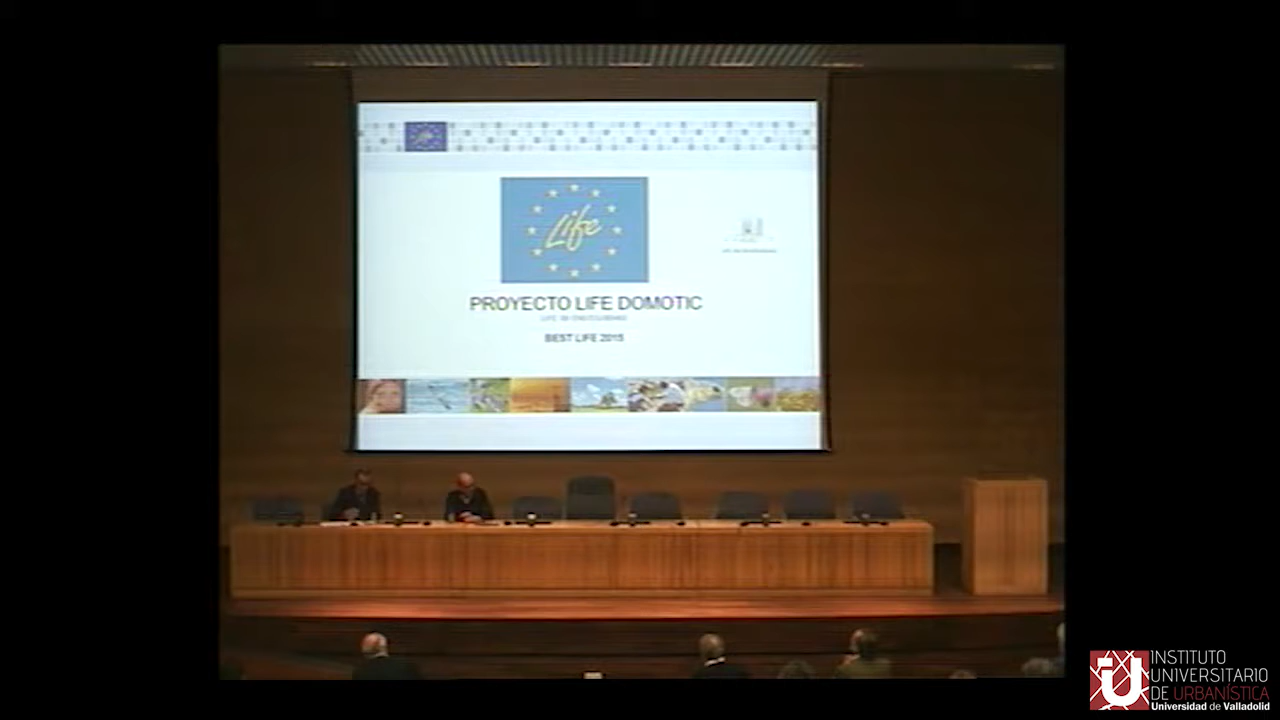 Life
PROYECTO LIFE DOMOTIC
BEST LIFE 2015
INSTITUTO
UNIVERSITARIO
DE URBANÍSTICA
Universidad de Valladolid